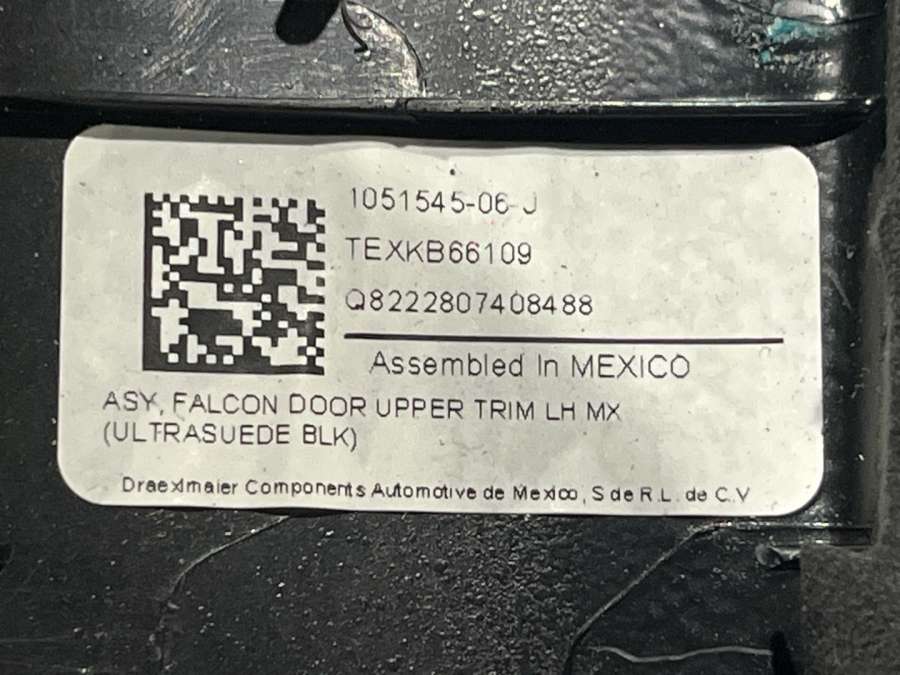 1051545-06-J
TEXKB66109
Q8222807408488
Assembled In MEXICO
ASY, FALCON DOOR UPPER TRIM LH MX
(ULTRASUEDE BLK)
Draexlmaier Components Automotive de Mexico, S de R.L. de C.V